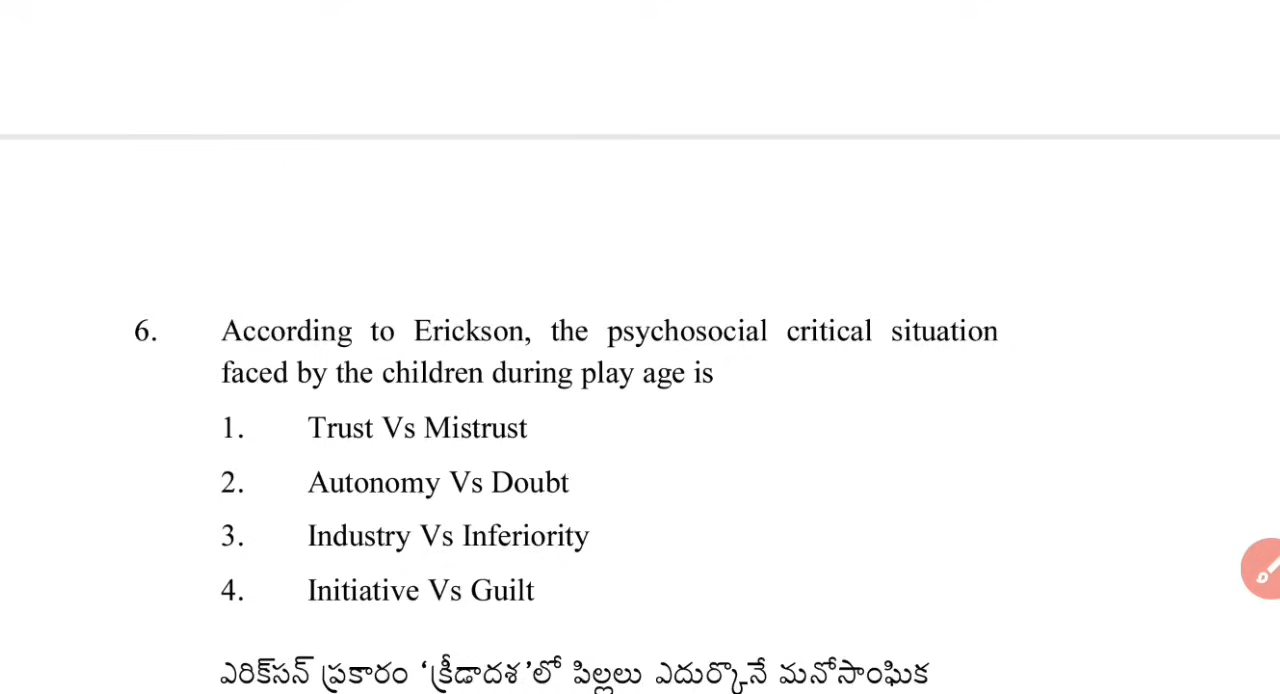 6. According to Erickson, the psychosocial critical situation
faced by the children during play age is
1. Trust Vs Mistrust
2. Autonomy Vs Doubt
3. Industry Vs Inferiority
4. Initiative Vs Guilt
ఎరిక్‌సన్ ప్రకారం ‘క్రీడాదశ’లో పిల్లలు ఎదుర్కొనే మనోసాంఘిక